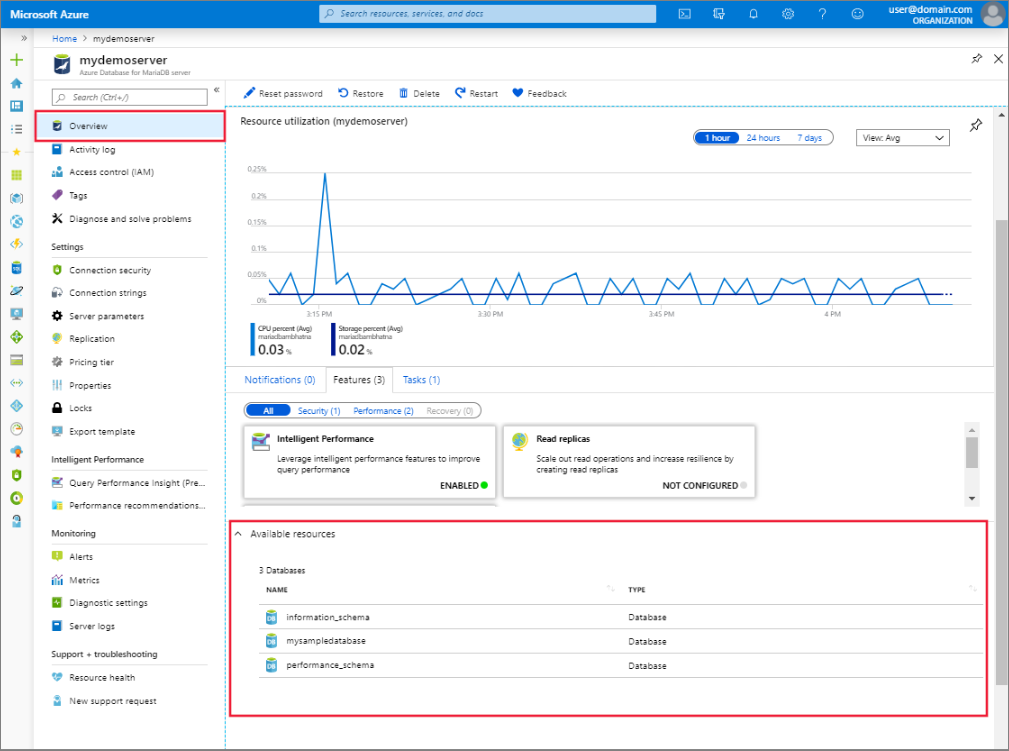 Microsoft Azure
Search resources, services, and docs
user@domain.com
ORGANIZATION
Home > mydemoserver
mydemoserver
Azure Database for MariaDB server
Search (Ctrl+/)
Overview
Activity log
Access control (IAM)
Tags
Diagnose and solve problems
Settings
Connection security
Connection strings
Server parameters
Replication
Pricing tier
Properties
Locks
Export template
Intelligent Performance
Query Performance Insight (Pre...
Performance recommendations...
Monitoring
Alerts
Metrics
Diagnostic settings
Server logs
Support + troubleshooting
Resource health
New support request
Reset password
Restore
Delete
Restart
Feedback
Resource utilization (mydemoserver)
1 hour
24 hours
7 days
View: Avg
0.25%
0.2%
0.15%
0.1%
0.05%
0%
3:15 PM
3:30 PM
3:45 PM
4 PM
CPU percent (Avg)
mariadbambhatna
0.03 %
Storage percent (Avg)
mariadbambhatna
0.02 %
Notifications (0)
Features (3)
Tasks (1)
All
Security (1)
Performance (2)
Recovery (0)
Intelligent Performance
Leverage intelligent performance features to improve
query performance
ENABLED
Read replicas
Scale out read operations and increase resilience by
creating read replicas
NOT CONFIGURED
Available resources
3 Databases
NAME
TYPE
information_schema
Database
mysampledatabase
Database
performance_schema
Database